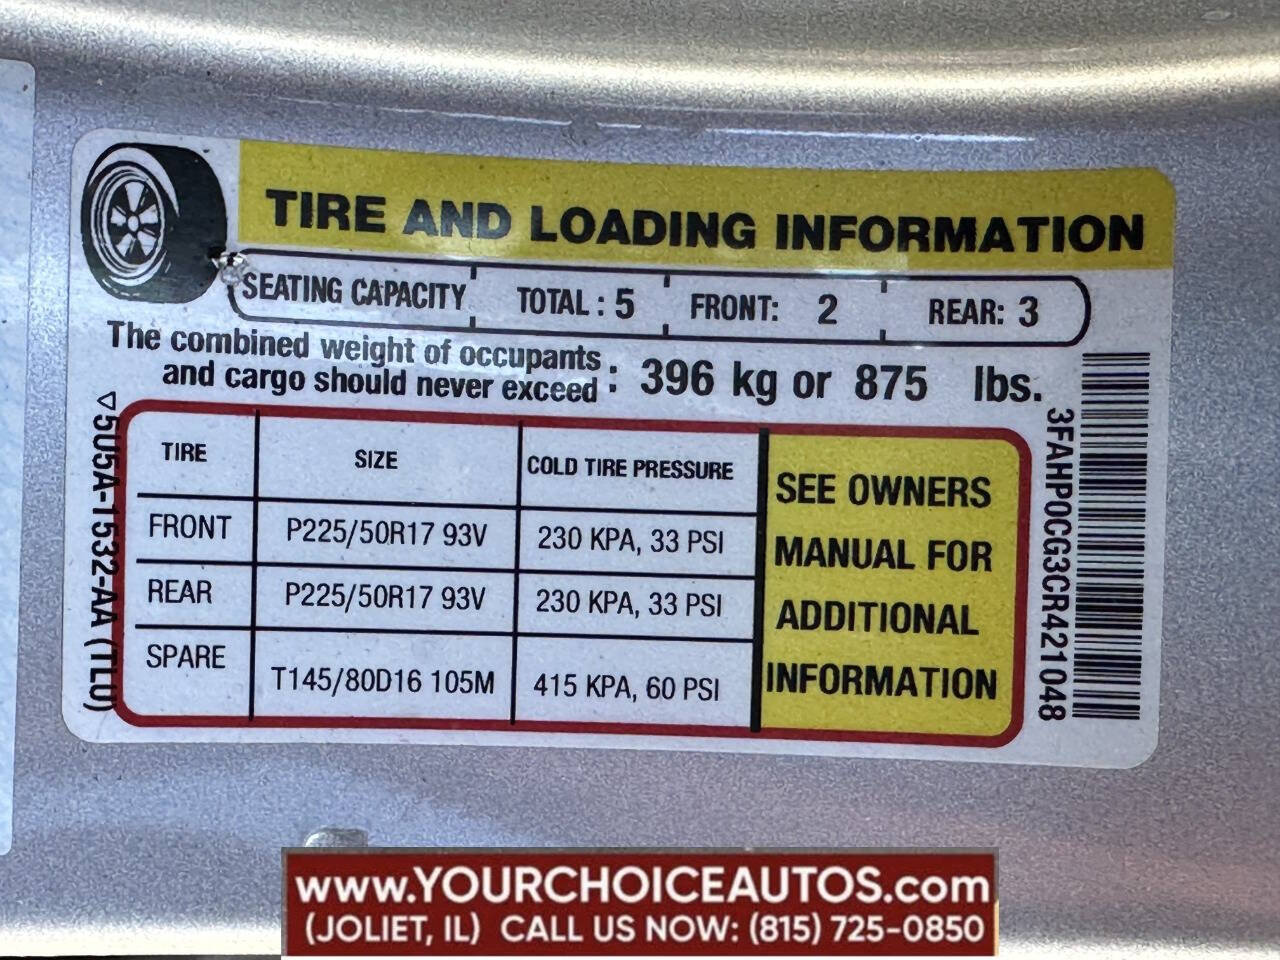 TIRE AND LOADING INFORMATION
SEATING CAPACITY TOTAL : 5 FRONT: 2 REAR: 3
The combined weight of occupants
and cargo should never exceed : 396 kg or 875 lbs.
TIRE SIZE COLD TIRE PRESSURE
FRONT P225/50R17 93V 230 KPA, 33 PSI
REAR P225/50R17 93V 230 KPA, 33 PSI
SPARE T145/80D16 105M 415 KPA, 60 PSI
SEE OWNERS
MANUAL FOR
ADDITIONAL
INFORMATION
▽5U5A-1532-AA (TLU)
3FAHP0CG3CR421048
www.YOURCHOICEAUTOS.com
(JOLIET, IL) CALL US NOW: (815) 725-0850